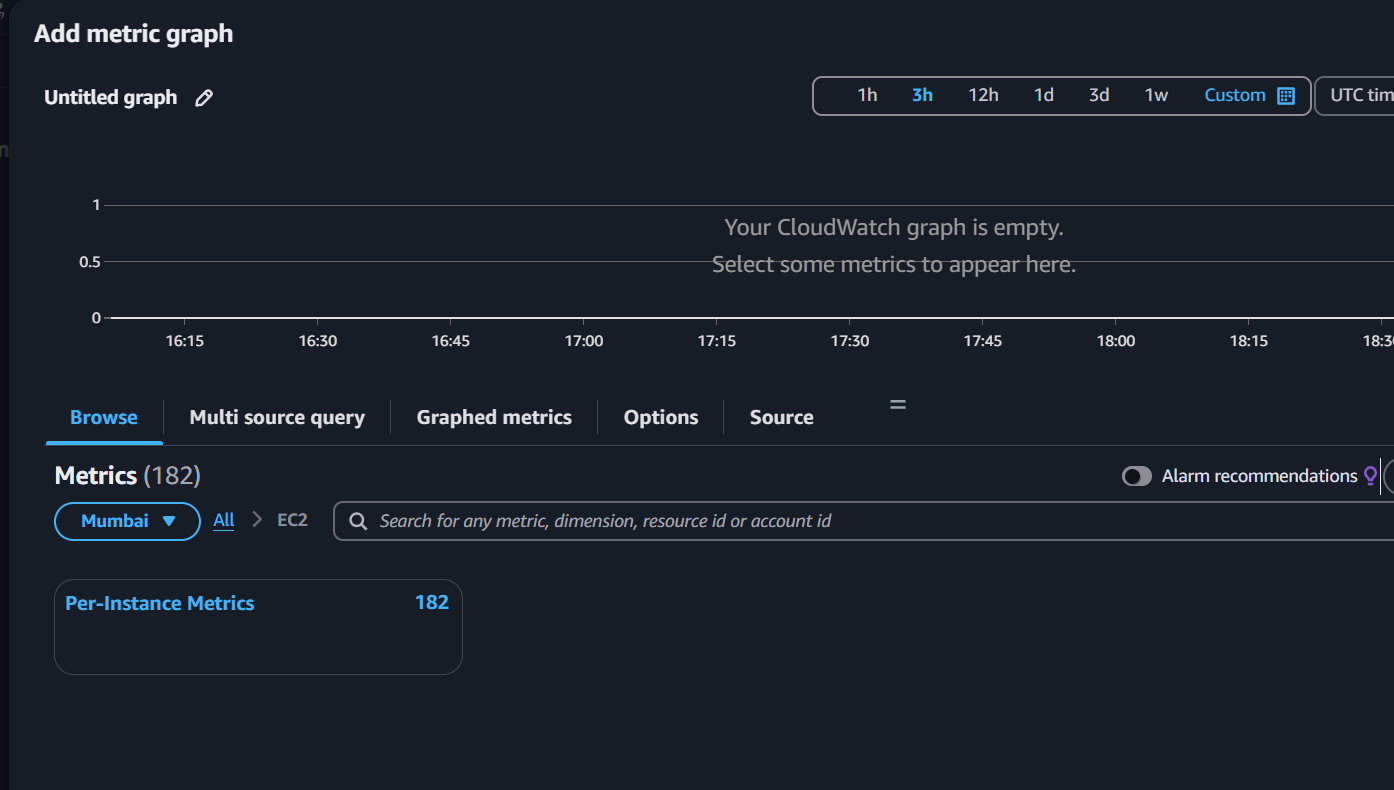 Add metric graph
Untitled graph
1h 3h 12h 1d 3d 1w Custom UTC tim
1
Your CloudWatch graph is empty.
0.5
Select some metrics to appear here.
0
16:15 16:30 16:45 17:00 17:15 17:30 17:45 18:00 18:15 18:3
Browse Multi source query Graphed metrics Options Source
Metrics (182)
Alarm recommendations
Mumbai All EC2 Search for any metric, dimension, resource id or account id
Per-Instance Metrics 182